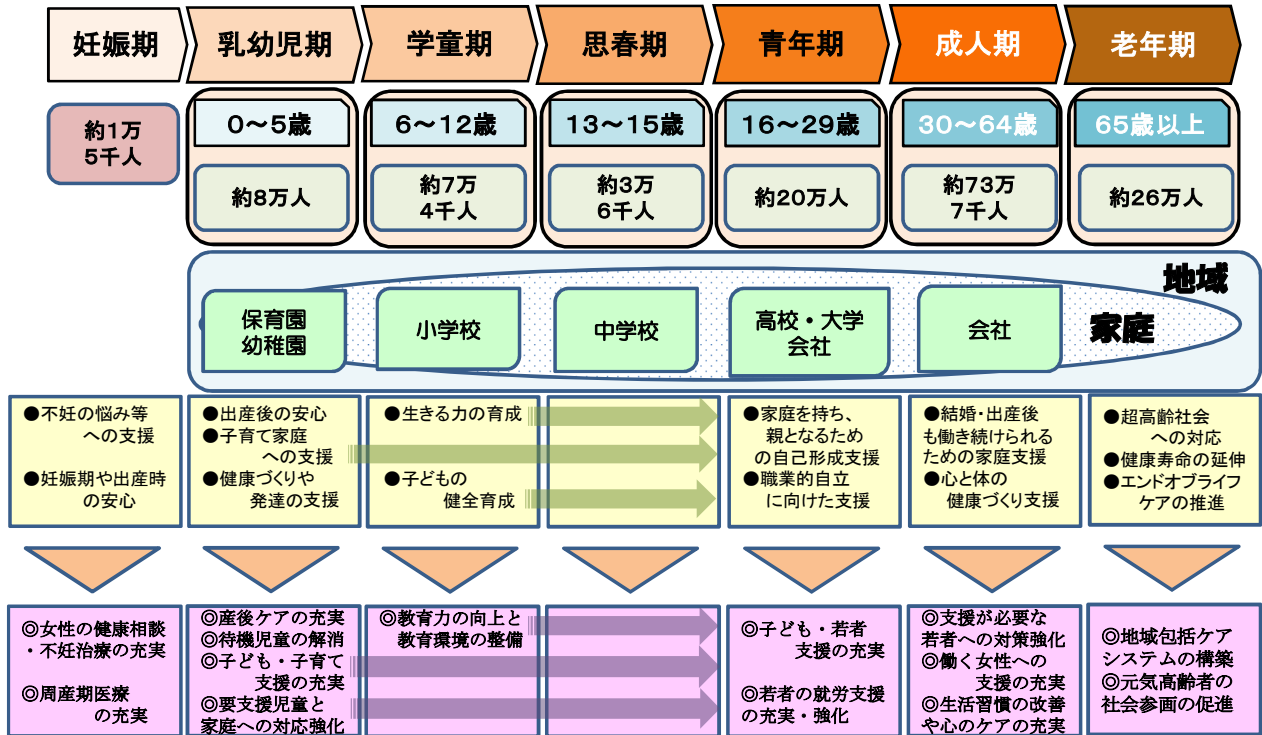 妊娠期
乳幼児期
学童期
思春期
青年期
成人期
老年期
約1万
5千人
0～5歳
6～12歳
13～15歳
16～29歳
30～64歳
65歳以上
約8万人
約7万
4千人
約3万
6千人
約20万人
約73万
7千人
約26万人
地域
家庭
保育園
幼稚園
小学校
中学校
高校・大学
会社
会社
●不妊の悩み等
への支援
●妊娠期や出産時
の安心
●出産後の安心
●子育て家庭
への支援
●健康づくりや
発達の支援
●生きる力の育成
●子どもの
健全育成
●家庭を持ち、
親となるため
の自己形成支援
●職業的自立
に向けた支援
●結婚・出産後
も働き続けられる
ための家庭支援
●心と体の
健康づくり支援
●超高齢社会
への対応
●健康寿命の延伸
●エンドオブライフ
ケアの推進
◎女性の健康相談
・不妊治療の充実
◎周産期医療
の充実
◎産後ケアの充実
◎待機児童の解消
◎子ども・子育て
支援の充実
◎要支援児童と
家庭への対応強化
◎教育力の向上と
教育環境の整備
◎子ども・若者
支援の充実
◎若者の就労支援
の充実・強化
◎支援が必要な
若者への対策強化
◎働く女性への
支援の充実
◎生活習慣の改善
や心のケアの充実
◎地域包括ケア
システムの構築
◎元気高齢者の
社会参画の促進